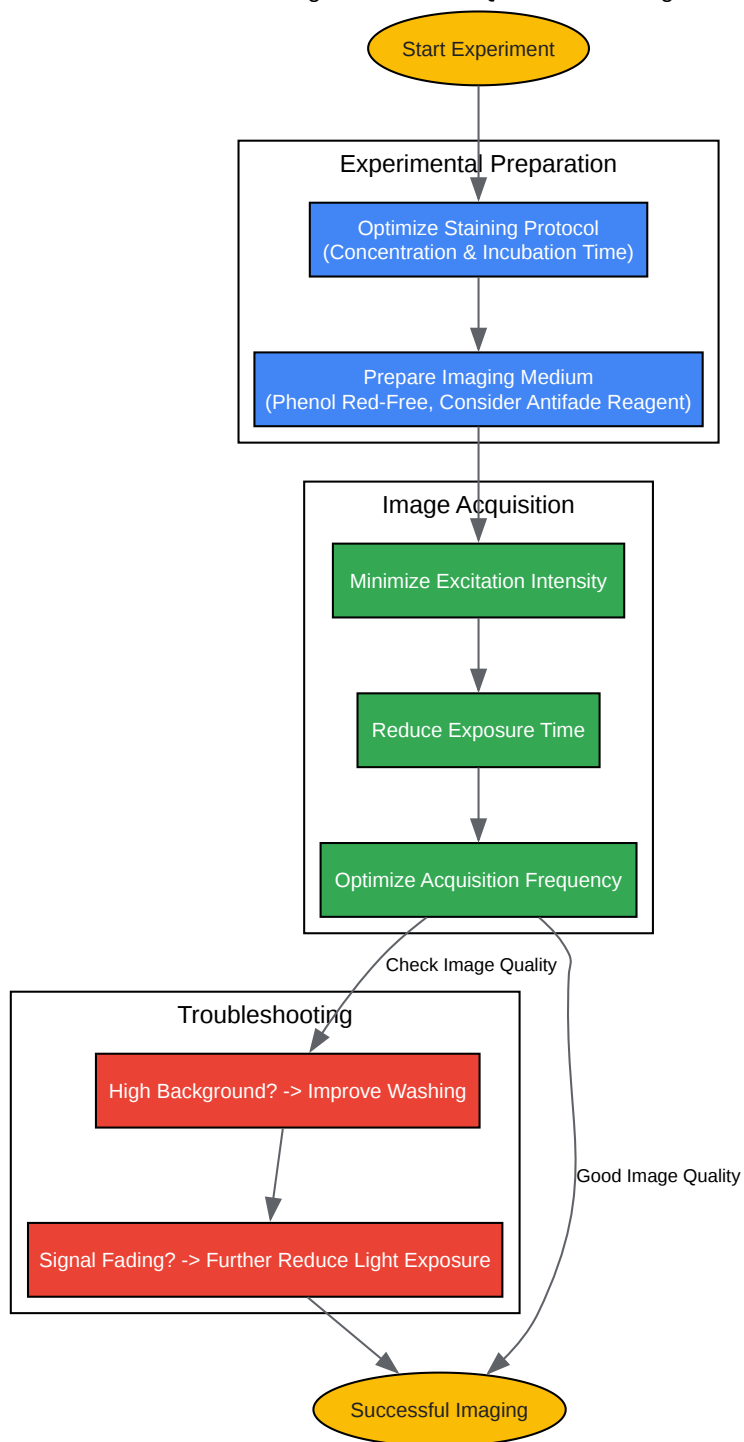 Start Experiment
Experimental Preparation
Optimize Staining Protocol
(Concentration & Incubation Time)
Prepare Imaging Medium
(Phenol Red-Free, Consider Antifade Reagent)
Image Acquisition
Minimize Excitation Intensity
Reduce Exposure Time
Optimize Acquisition Frequency
Check Image Quality
Troubleshooting
High Background? -> Improve Washing
Good Image Quality
Signal Fading? -> Further Reduce Light Exposure
Successful Imaging